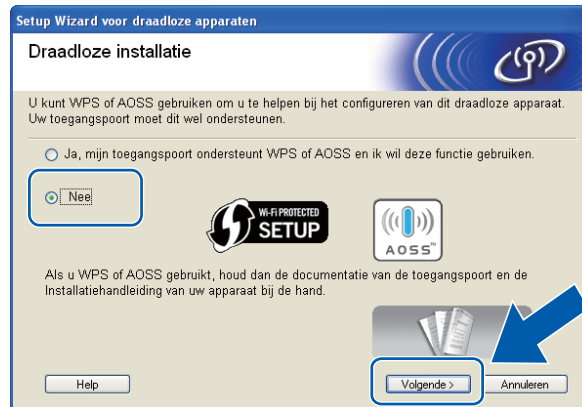 Setup Wizard voor draadloze apparaten
Draadloze installatie
U kunt WPS of AOSS gebruiken om u te helpen bij het configureren van dit draadloze apparaat.
Uw toegangspoort moet dit wel ondersteunen.
Ja, mijn toegangspoort ondersteunt WPS of AOSS en ik wil deze functie gebruiken.
Nee
Wi-Fi PROTECTED
SETUP
AOSS™
Als u WPS of AOSS gebruikt, houd dan de documentatie van de toegangspoort en de
Installatiehandleiding van uw apparaat bij de hand.
Help
Volgende >
Annuleren